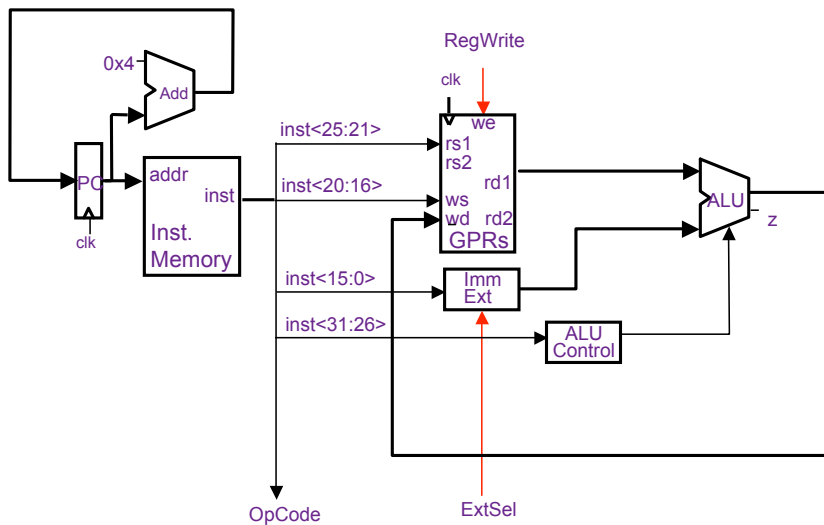 RegWrite
0x4
Add
clk
we
inst<25:21>
rs1
rs2
PC
addr
inst
inst<20:16>
ws
rd1
ALU
wd
rd2
z
clk
Inst.
Memory
GPRs
inst<15:0>
Imm
Ext
inst<31:26>
ALU
Control
OpCode
ExtSel